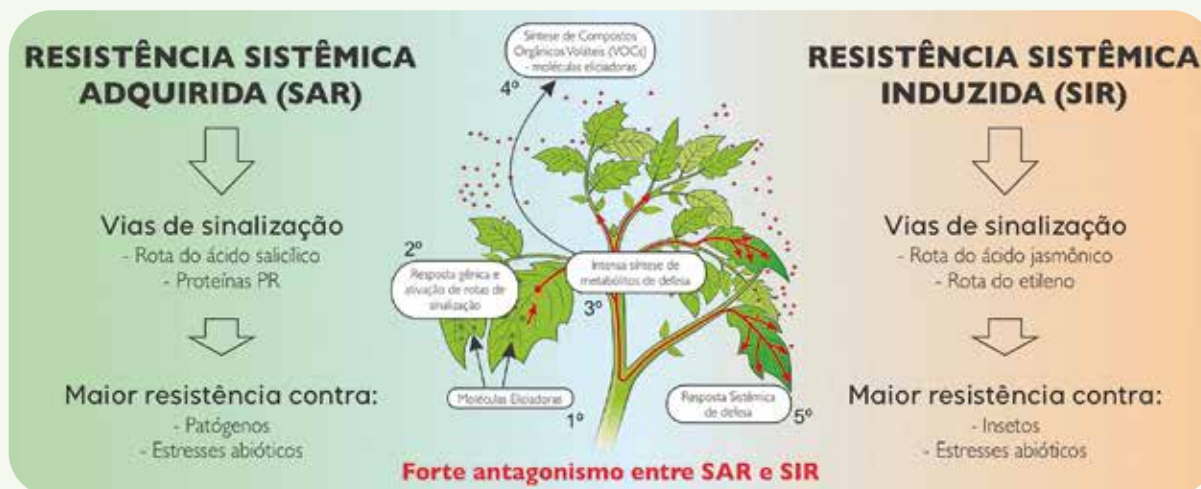 RESISTÊNCIA SISTÊMICA
ADQUIRIDA (SAR)
Vias de sinalização
- Rota do ácido salicílico
- Proteínas PR
Maior resistência contra:
- Patógenos
- Estresses abióticos
Síntese de Compostos
Orgânicos Voláteis (VOCs)
- moléculas eliciadoras
4º
2º
Resposta gênica e
ativação de rotas de
sinalização
Intensa síntese de
metabólitos de defesa
3º
Moléculas Eliciadoras
1º
Resposta Sistêmica
de defesa
5º
Forte antagonismo entre SAR e SIR
RESISTÊNCIA SISTÊMICA
INDUZIDA (SIR)
Vias de sinalização
- Rota do ácido jasmônico
- Rota do etileno
Maior resistência contra:
- Insetos
- Estresses abióticos